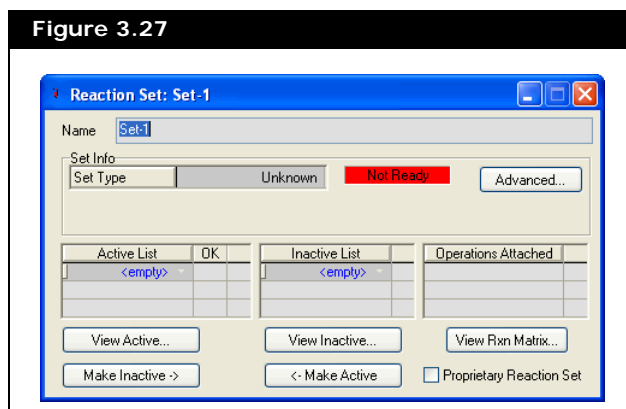 Figure 3.27
Reaction Set: Set-1
Name Set-1
Set Info
Set Type Unknown Not Ready Advanced...
Active List OK Inactive List Operations Attached
<empty> <empty>
View Active... View Inactive... View Rxn Matrix...
Make Inactive -> <- Make Active Proprietary Reaction Set